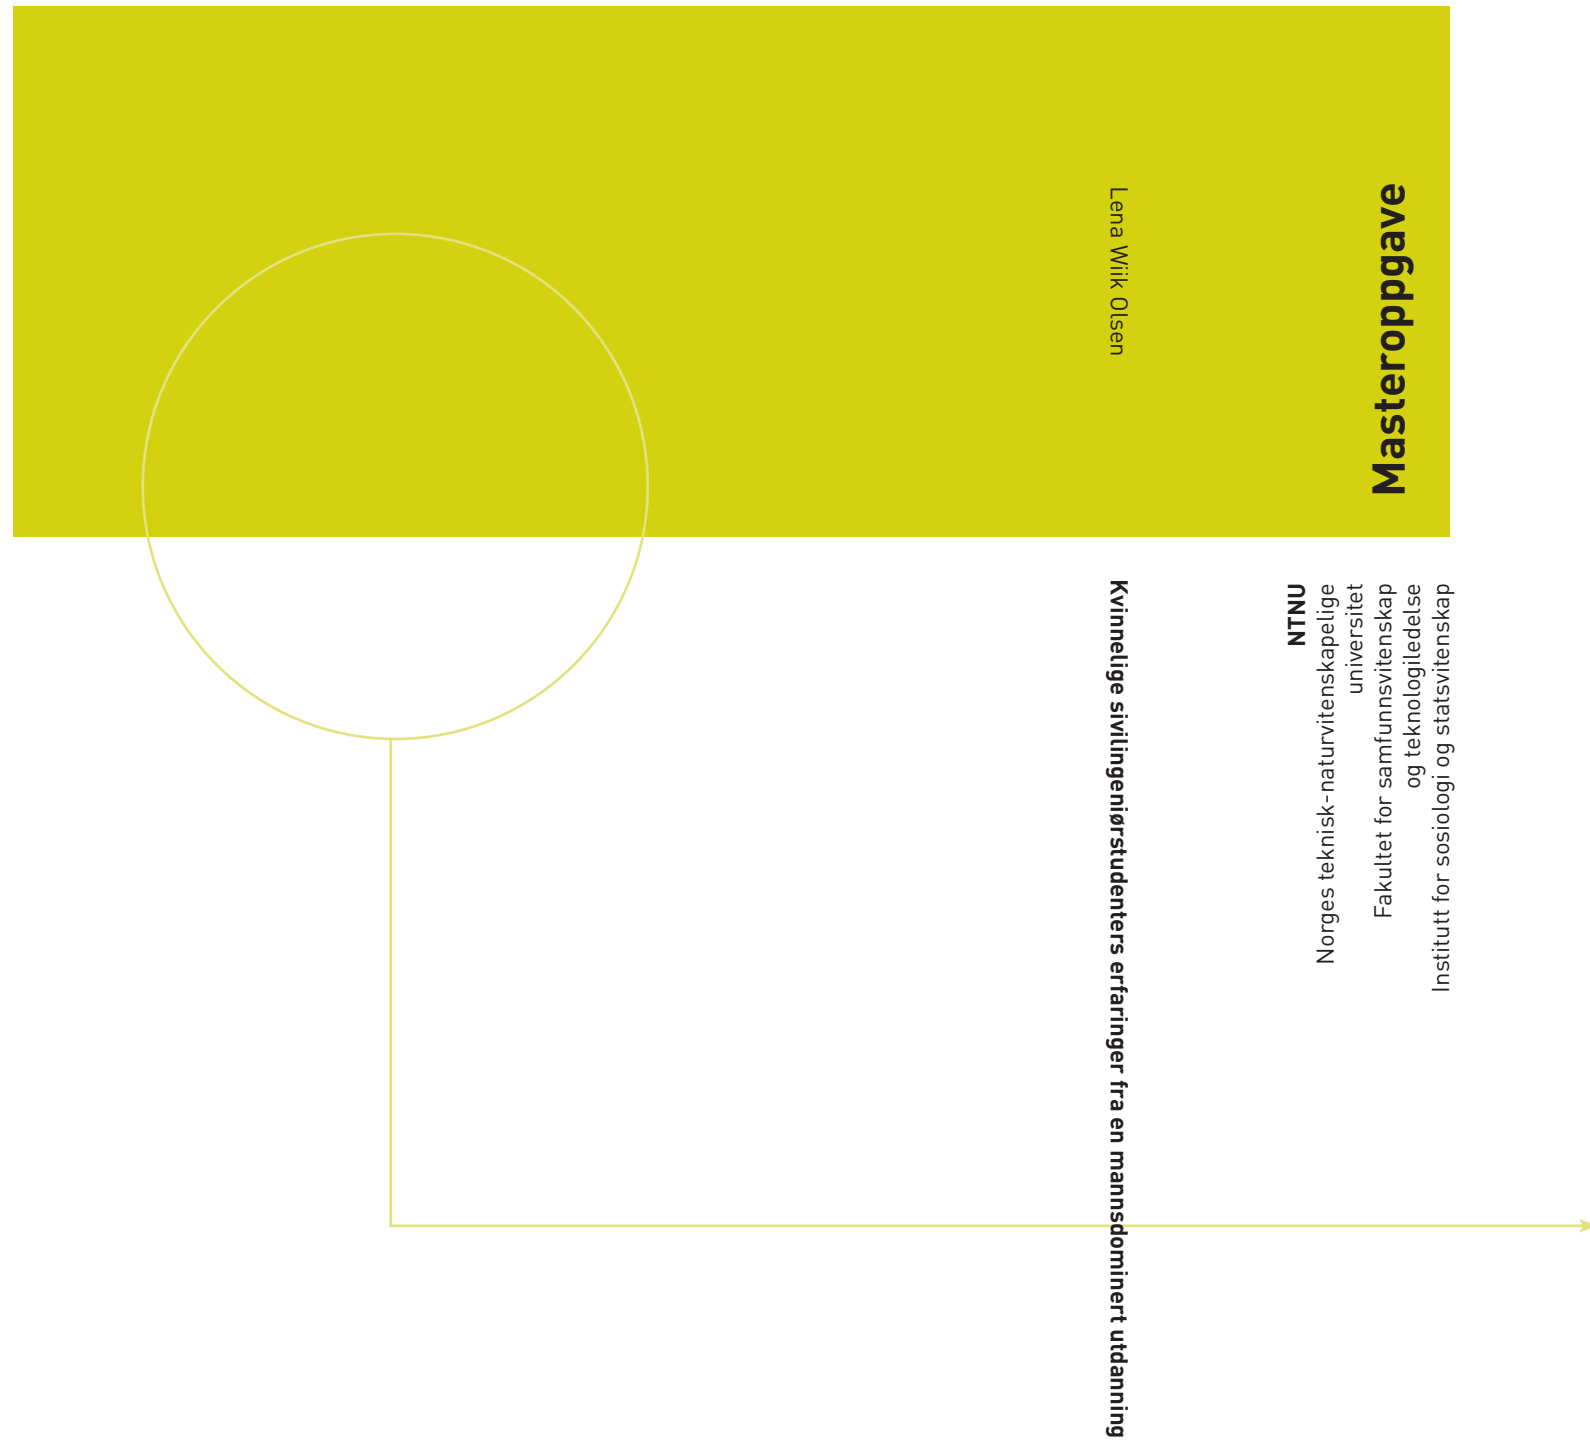 Masteroppgave
NTNU
Norges teknisk-naturvitenskapelige
universitet
Fakultet for samfunnsvitenskap
og teknologiledelse
Institutt for sosiologi og statsvitenskap
Lena Wiik Olsen
Kvinnelige sivilingeniørstudenters erfaringer fra en mannsdominert utdanning